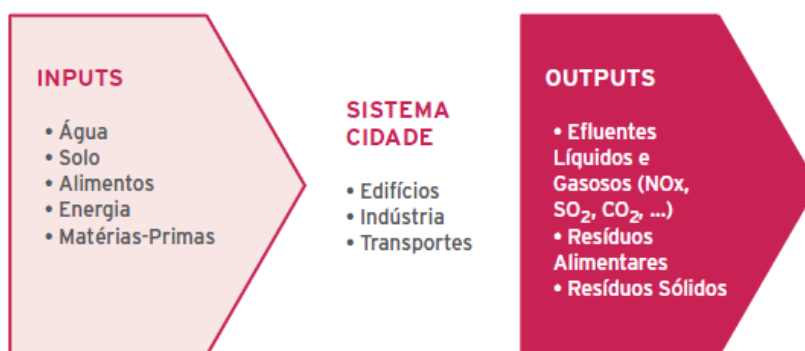 INPUTS
• Água
• Solo
• Alimentos
• Energia
• Matérias-Primas
SISTEMA
CIDADE
• Edifícios
• Indústria
• Transportes
OUTPUTS
• Efluentes
Líquidos e
Gasosos (NOx,
SO₂, CO₂, ...)
• Resíduos
Alimentares
• Resíduos Sólidos